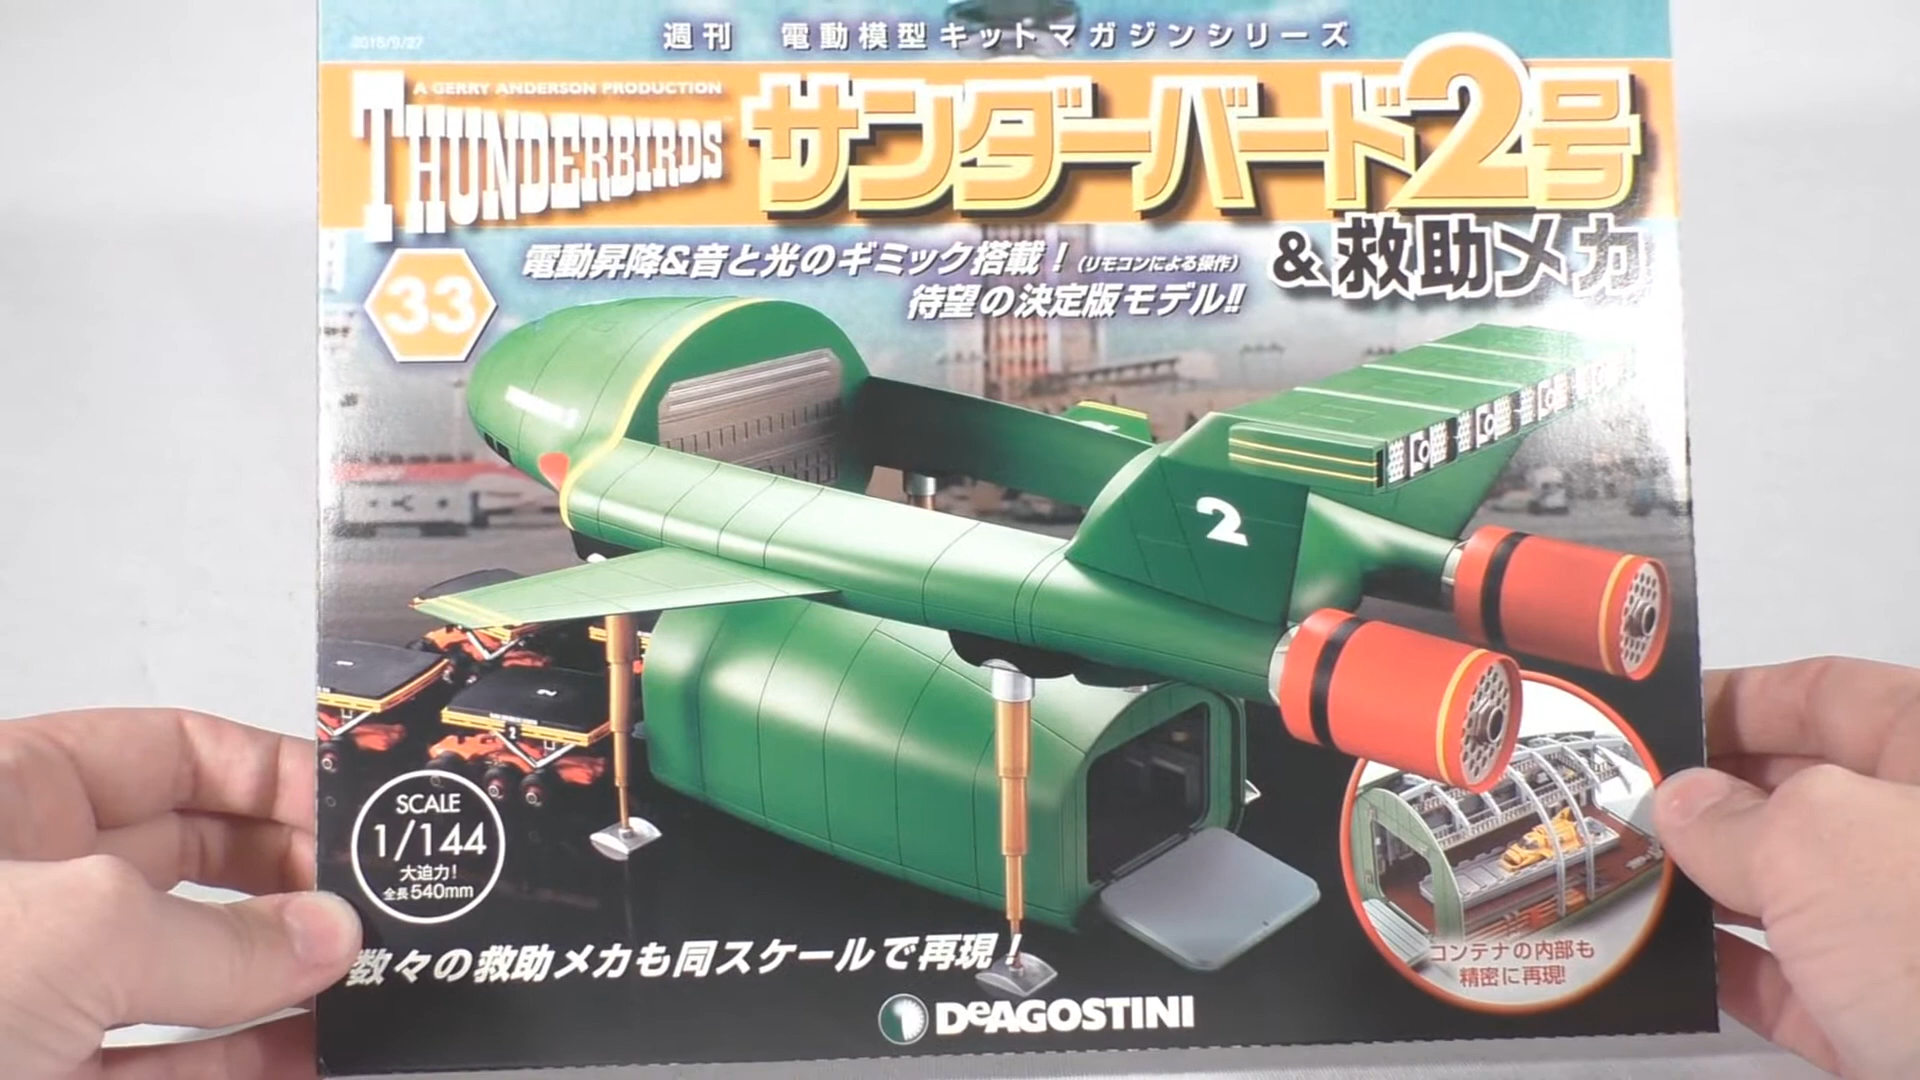 2015/9/27
週刊 電動模型キットマガジンシリーズ
A GERRY ANDERSON PRODUCTION
THUNDERBIRDS
サンダーバード2号
&救助メカ
33
電動昇降&音と光のギミック搭載！(リモコンによる操作)
待望の決定版モデル!!
2
2
SCALE
1/144
大迫力!
全長540mm
コンテナの内部も
精密に再現!
数々の救助メカも同スケールで再現！
DeAGOSTINI